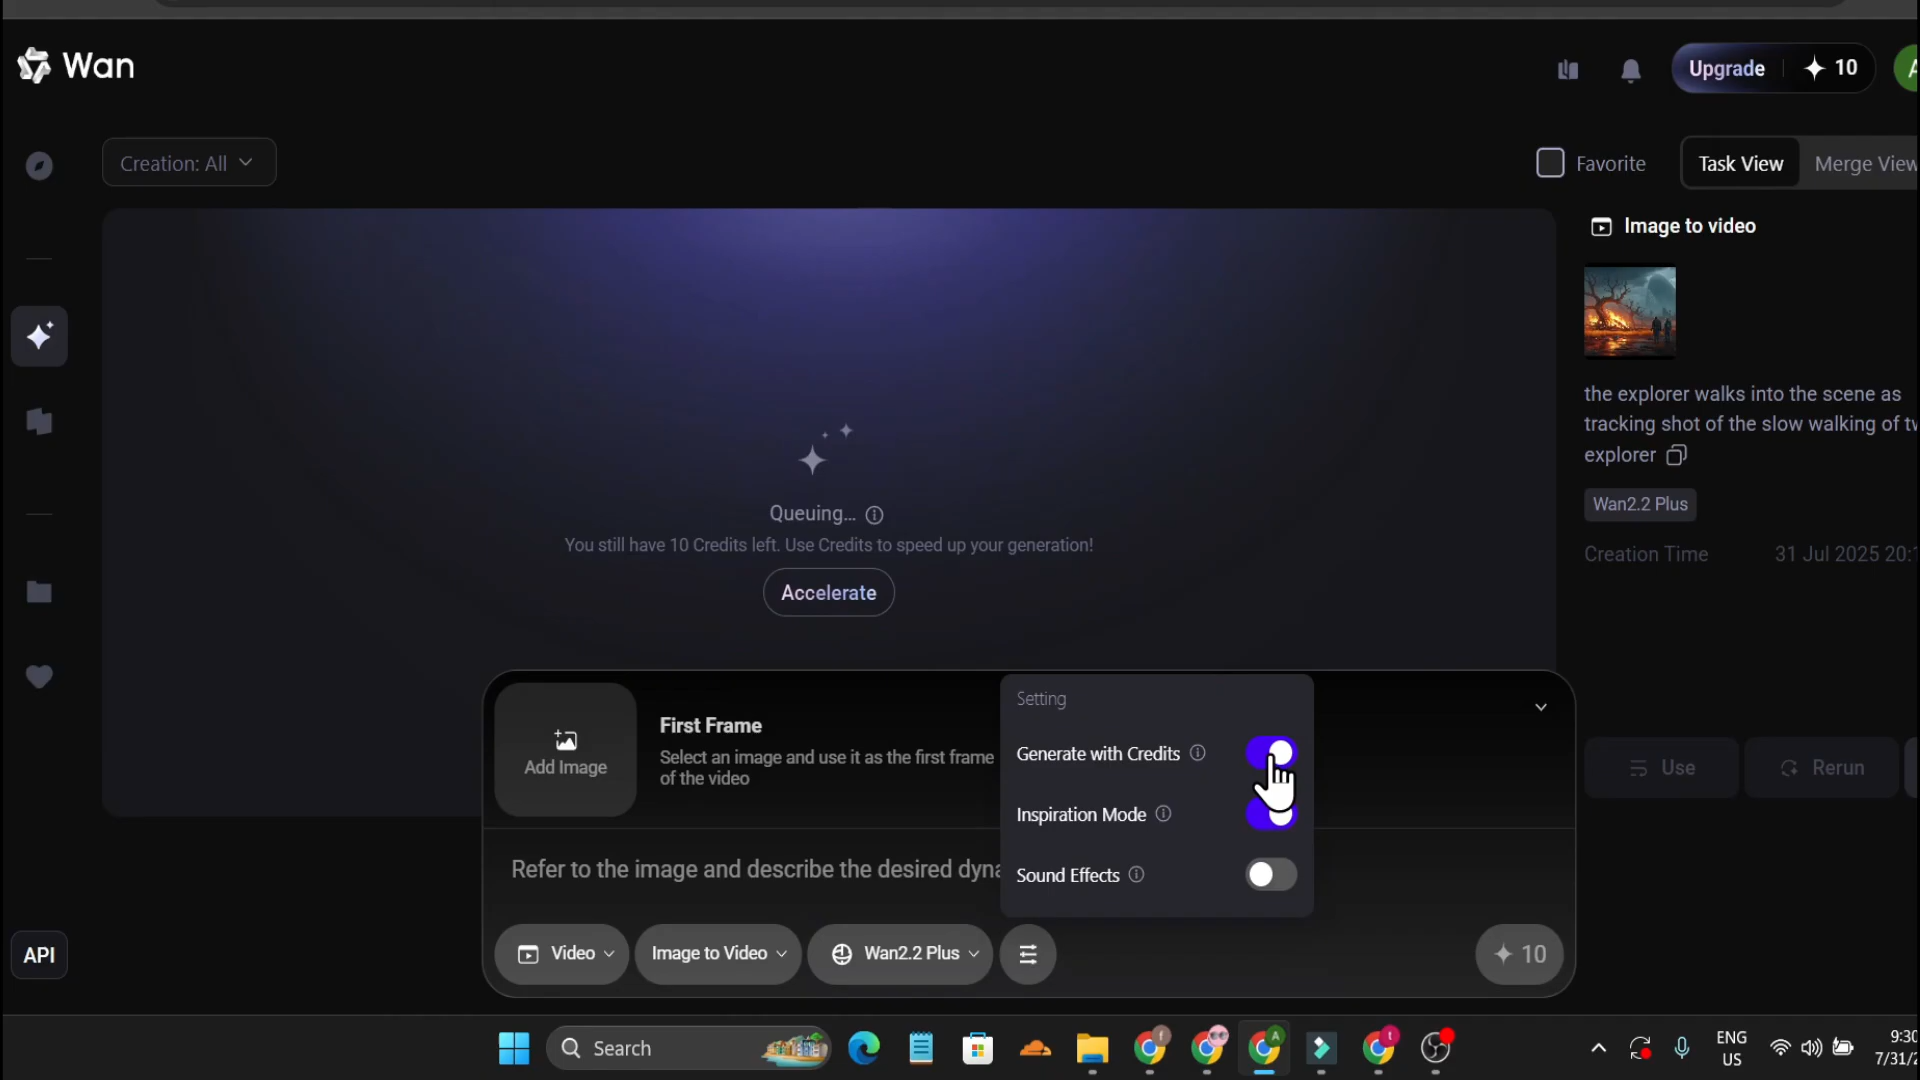 Wan
Upgrade 10
Creation: All
Favorite
Task View Merge View
Image to video
the explorer walks into the scene as
tracking shot of the slow walking of
explorer
Wan2.2 Plus
Creation Time 31 Jul 2025
Queuing...
You still have 10 Credits left. Use Credits to speed up your generation!
Accelerate
Setting
Generate with Credits
Inspiration Mode
Sound Effects
Add Image
First Frame
Select an image and use it as the first frame
of the video
Use Rerun
Refer to the image and describe the desired
Video Image to Video Wan2.2 Plus 10
API
Search
ENG
US
9:30
7/31/2